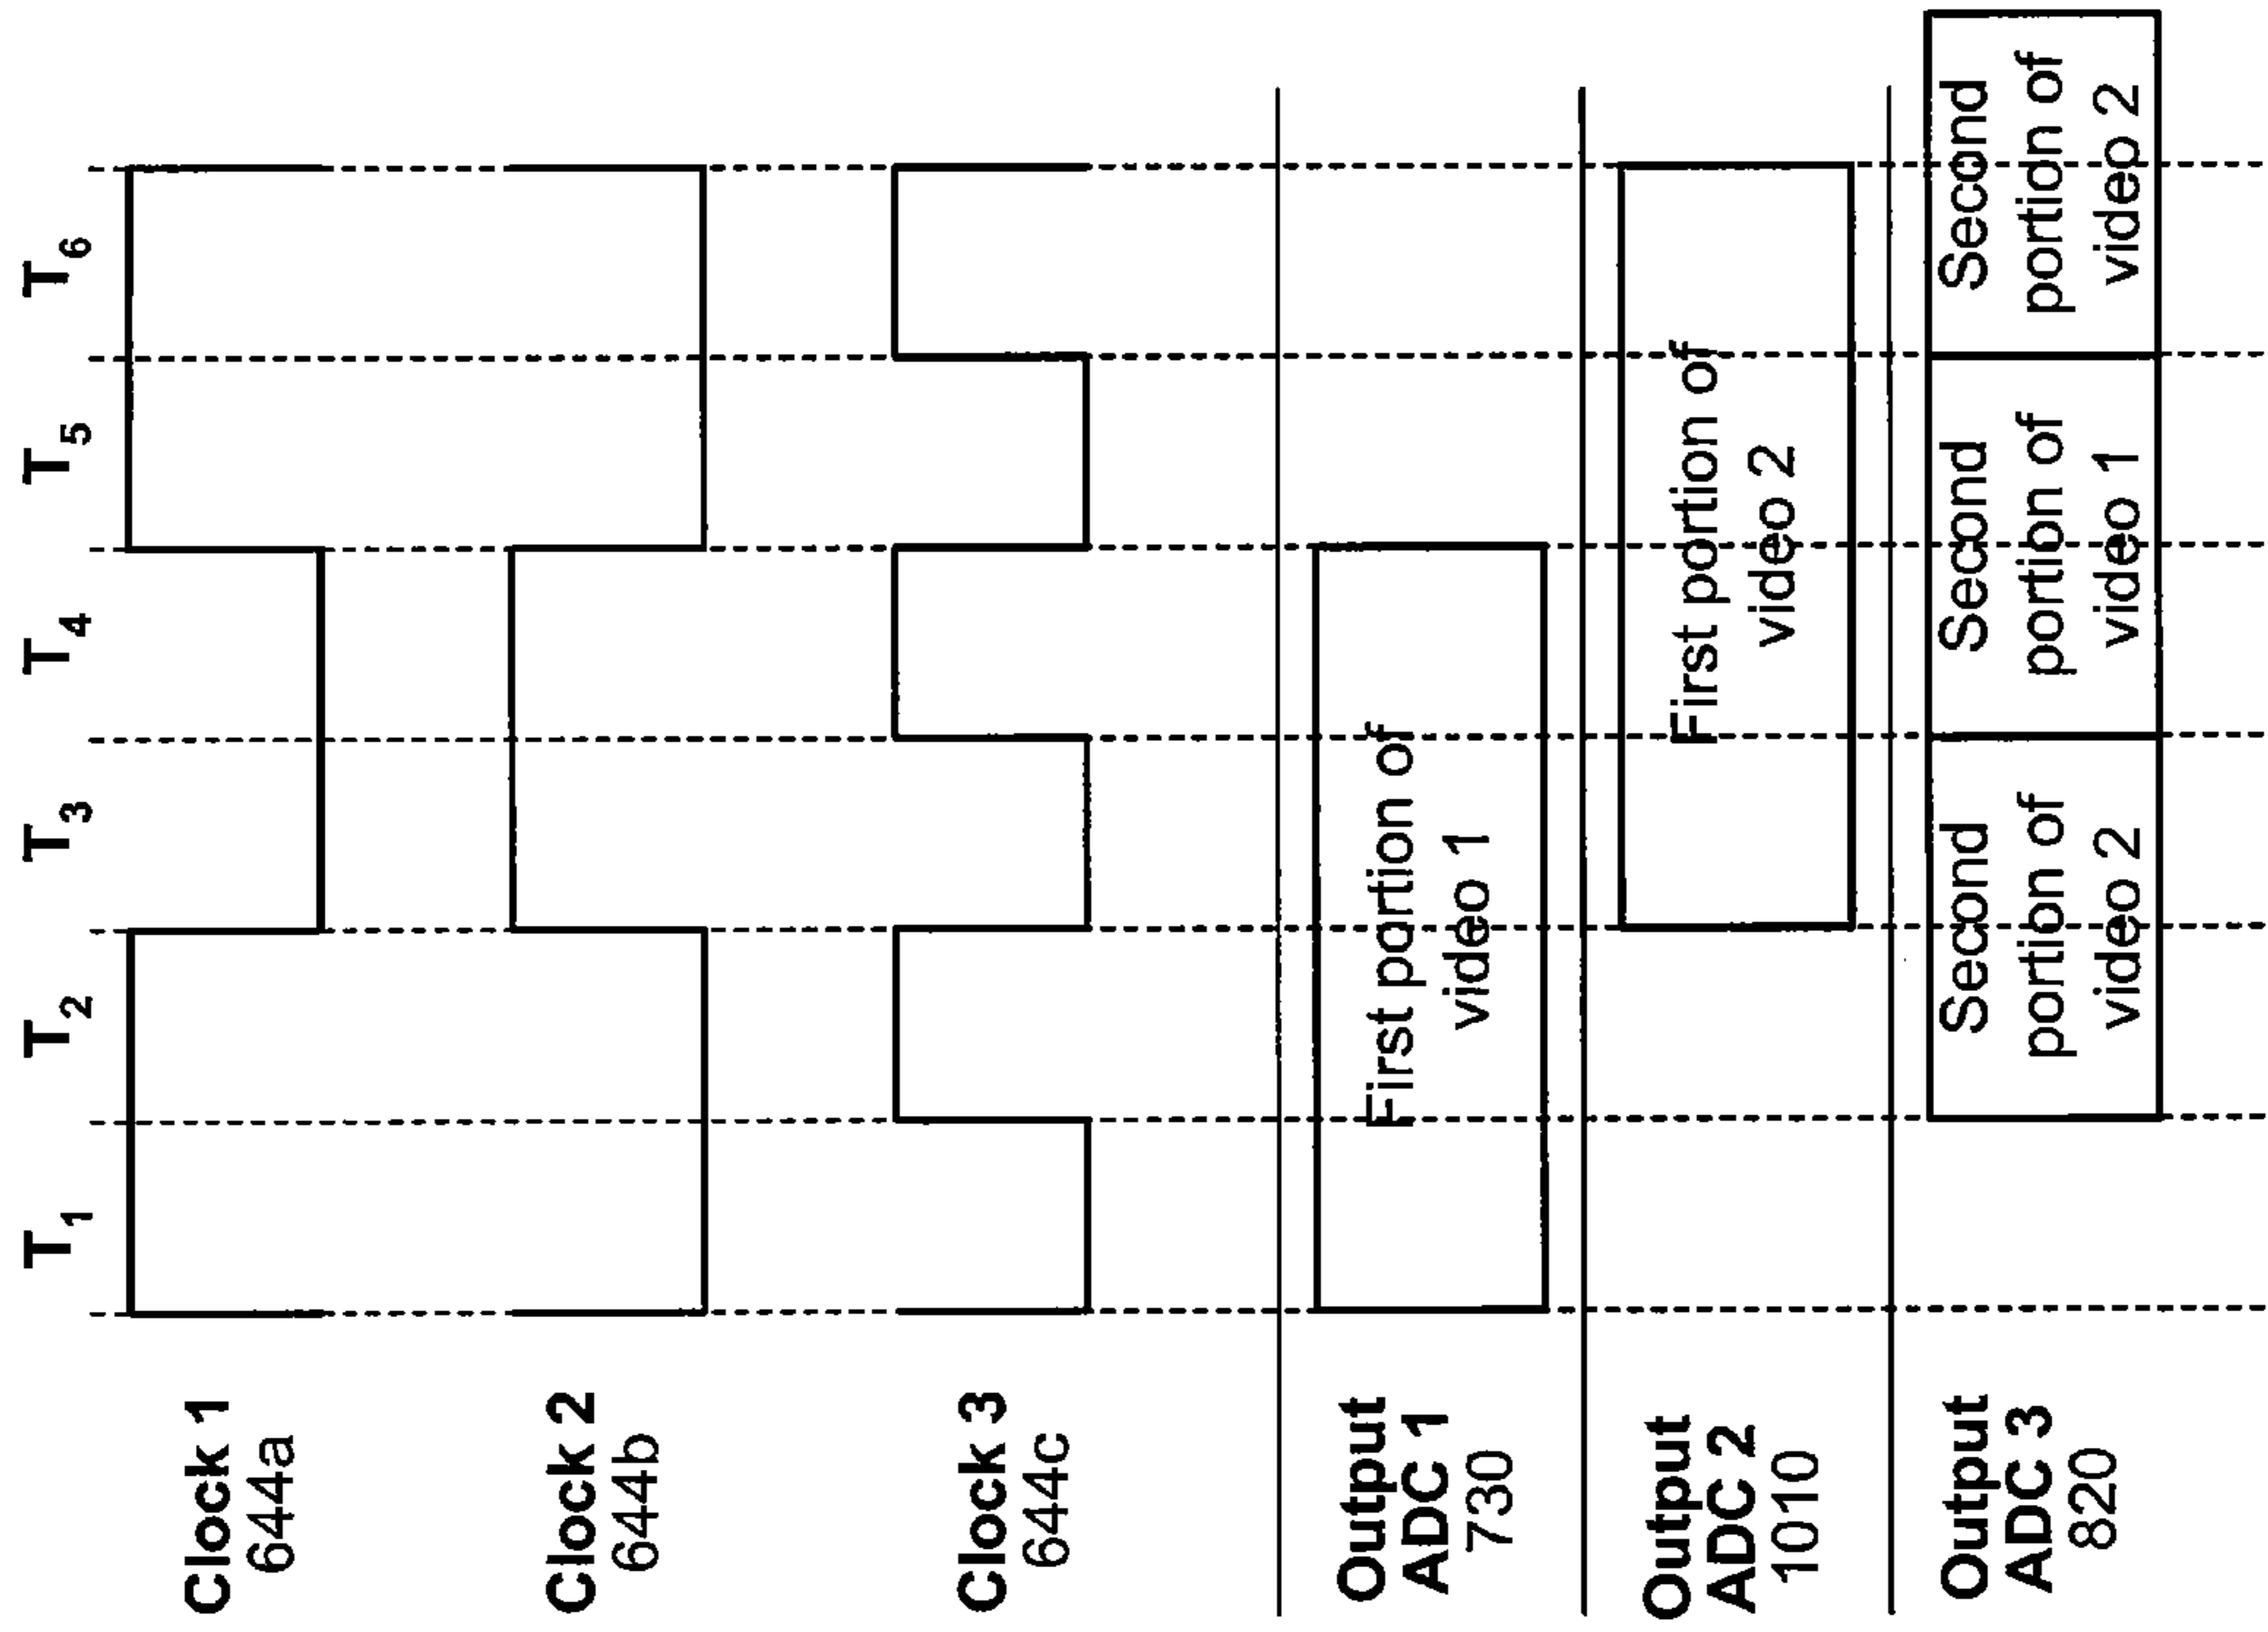 T1 T2 T3 T4 T5 T6
Clock 1
644a
Clock 2
644b
Clock 3
644c
Output
ADC 1
730
First portion of
video 1
Output
ADC 2
1010
First portion of
video 2
Output
ADC 3
820
Second
portion of
video 2
Second
portion of
video 1
Second
portion of
video 2